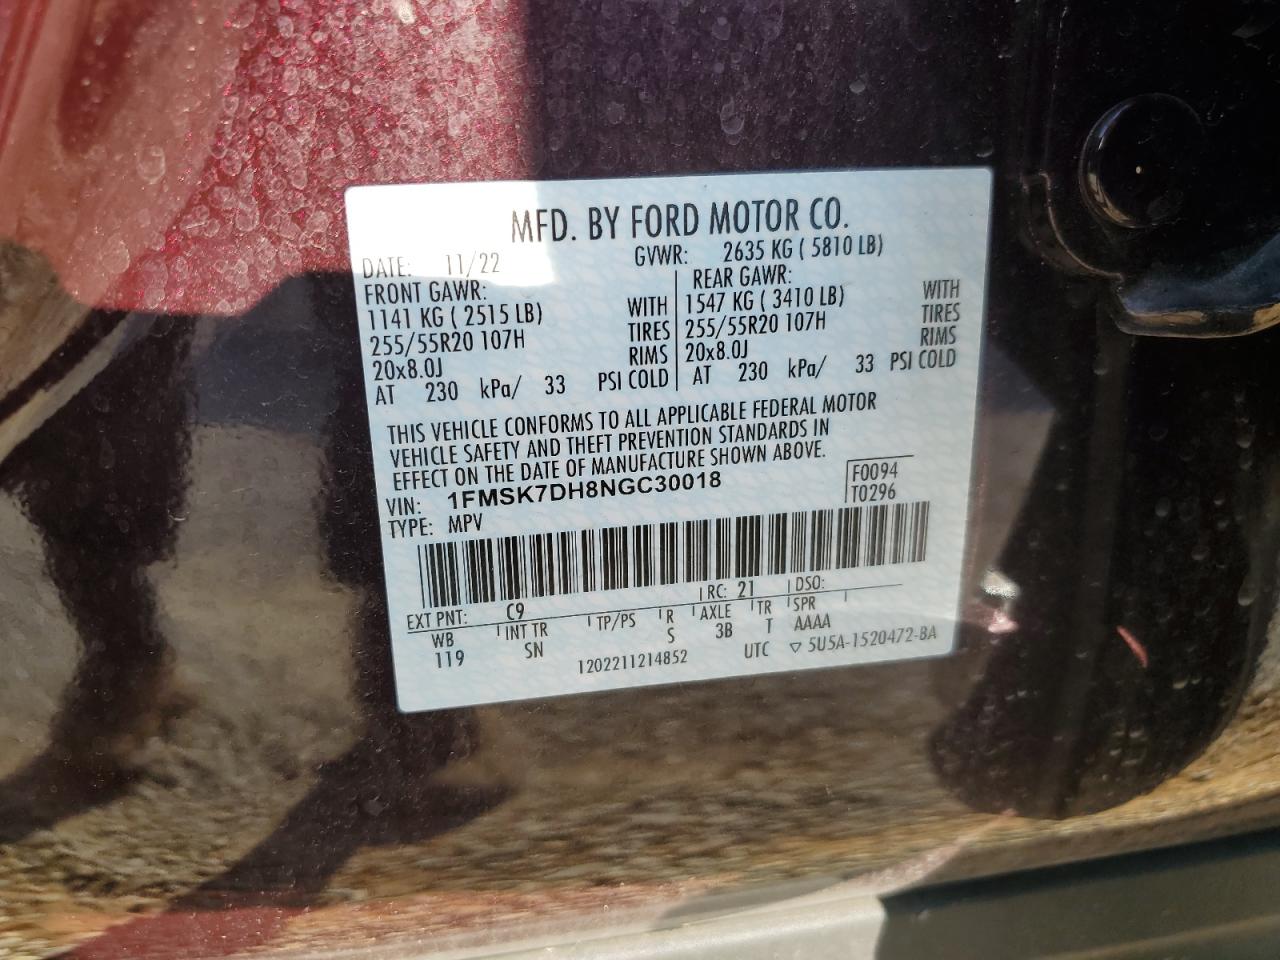 MFD. BY FORD MOTOR CO.
DATE: 11/22 GVWR: 2635 KG ( 5810 LB)
FRONT GAWR: REAR GAWR:
1141 KG ( 2515 LB) WITH 1547 KG ( 3410 LB) WITH
255/55R20 107H TIRES 255/55R20 107H TIRES
20x8.0J RIMS 20x8.0J RIMS
AT 230 kPa/ 33 PSI COLD AT 230 kPa/ 33 PSI COLD
THIS VEHICLE CONFORMS TO ALL APPLICABLE FEDERAL MOTOR
VEHICLE SAFETY AND THEFT PREVENTION STANDARDS IN
EFFECT ON THE DATE OF MANUFACTURE SHOWN ABOVE.
VIN: 1FMSK7DH8NGC30018 F0094
TYPE: MPV T0296
EXT PNT: C9 RC: 21 DSO:
WB INT TR TP/PS R AXLE TR SPR
119 SN S 3B T AAAA
1202211214852 UTC ▽ 5U5A-1520472-BA